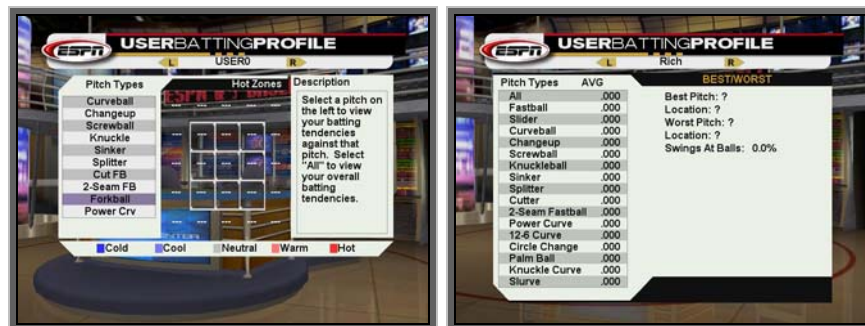 ESPN
USERBATTINGPROFILE
L USER0 R
Pitch Types
Curveball
Changeup
Screwball
Knuckle
Sinker
Splitter
Cut FB
2-Seam FB
Forkball
Power Crv
Hot Zones
--- --- --- --- ---
--- --- --- --- ---
--- --- --- --- ---
--- --- --- --- ---
--- --- --- --- ---
Description
Select a pitch on
the left to view
your batting
tendencies
against that
pitch. Select
"All" to view
your overall
batting
tendencies.
Cold Cool Neutral Warm Hot
ESPN
USERBATTINGPROFILE
L Rich R
Pitch Types AVG
All .000
Fastball .000
Slider .000
Curveball .000
Changeup .000
Screwball .000
Knuckleball .000
Sinker .000
Splitter .000
Cutter .000
2-Seam Fastball .000
Power Curve .000
12-6 Curve .000
Circle Change .000
Palm Ball .000
Knuckle Curve .000
Slurve .000
BEST/WORST
Best Pitch: ?
Location: ?
Worst Pitch: ?
Location: ?
Swings At Balls: 0.0%